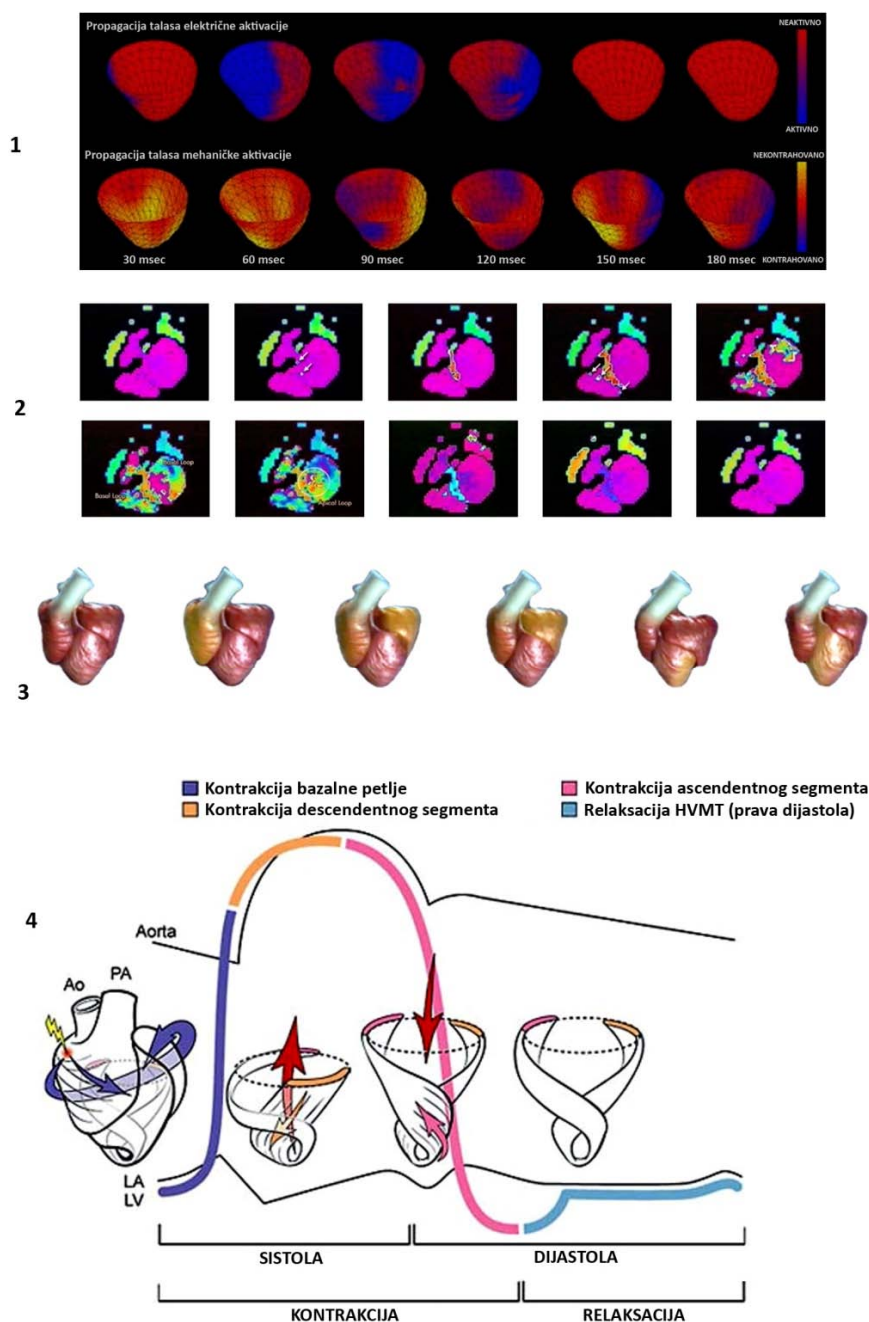 Propagacija talasa električne aktivacije
NEAKTIVNO
AKTIVNO
1
Propagacija talasa mehaničke aktivacije
NEKONTRAHOVANO
30 msec 60 msec 90 msec 120 msec 150 msec 180 msec
KONTRAHOVANO
2
Basal Loop
Apical Loop
3
Kontrakcija bazalne petlje
Kontrakcija ascendentnog segmenta
Kontrakcija descendentnog segmenta
Relaksacija HVMT (prava dijastola)
4
Aorta
Ao
PA
LA
LV
SISTOLA
DIJASTOLA
KONTRAKCIJA
RELAKSACIJA